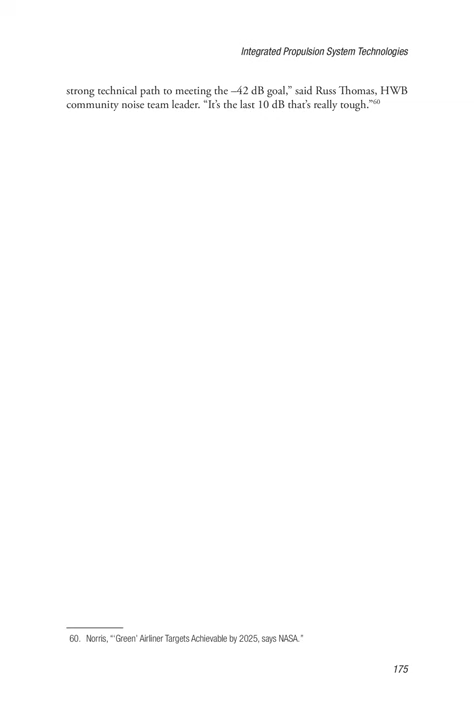 Integrated Propulsion System Technologies
strong technical path to meeting the –42 dB goal,” said Russ Thomas, HWB
community noise team leader. “It’s the last 10 dB that’s really tough.”60
60. Norris, “‘Green’ Airliner Targets Achievable by 2025, says NASA.”
175